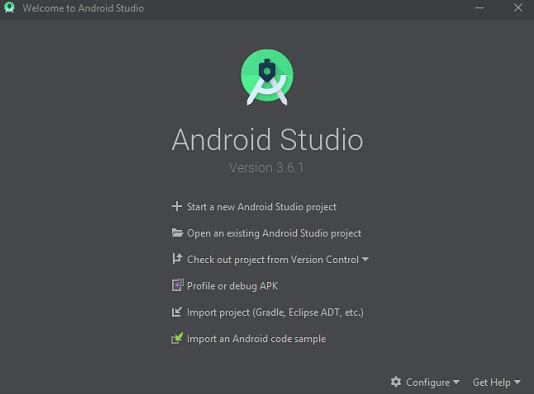 Welcome to Android Studio
Android Studio
Version 3.6.1
Start a new Android Studio project
Open an existing Android Studio project
Check out project from Version Control
Profile or debug APK
Import project (Gradle, Eclipse ADT, etc.)
Import an Android code sample
Configure Get Help